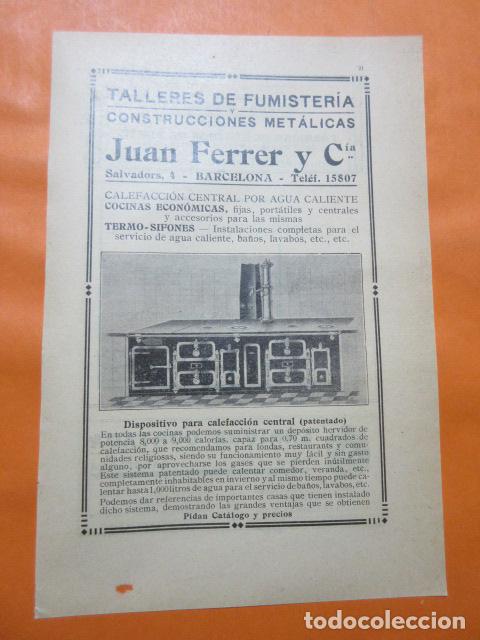 21
TALLERES DE FUMISTERÍA
Y
CONSTRUCCIONES METÁLICAS
Juan Ferrer y Cía
Salvadors, 4 - BARCELONA - Teléf. 15807
CALEFACCIÓN CENTRAL POR AGUA CALIENTE
COCINAS ECONÓMICAS, fijas, portátiles y centrales
y accesorios para las mismas
TERMO-SIFONES — Instalaciones completas para el
servicio de agua caliente, baños, lavabos, etc., etc.
Dispositivo para calefacción central (patentado)
En todas las cocinas podemos suministrar un depósito hervidor de
potencia 8,000 a 9,000 calorías, capaz para 0,70 m. cuadrados de
calefacción, que recomendamos para fondas, restaurants y comu-
nidades religiosas, siendo su funcionamiento muy fácil y sin gasto
alguno, por aprovecharse los gases que se pierden inútilmente
Este sistema patentado puede calentar comedor, veranda, etc.,
completamente inhabitables en invierno y al mismo tiempo puede ca-
lentar hasta 1,000 litros de agua para el servicio de baños, lavabos, etc.
Podemos dar referencias de importantes casas que tienen instalado
dicho sistema, demostrando las grandes ventajas que se obtienen
Pidan Catálogo y precios
todocoleccion.net